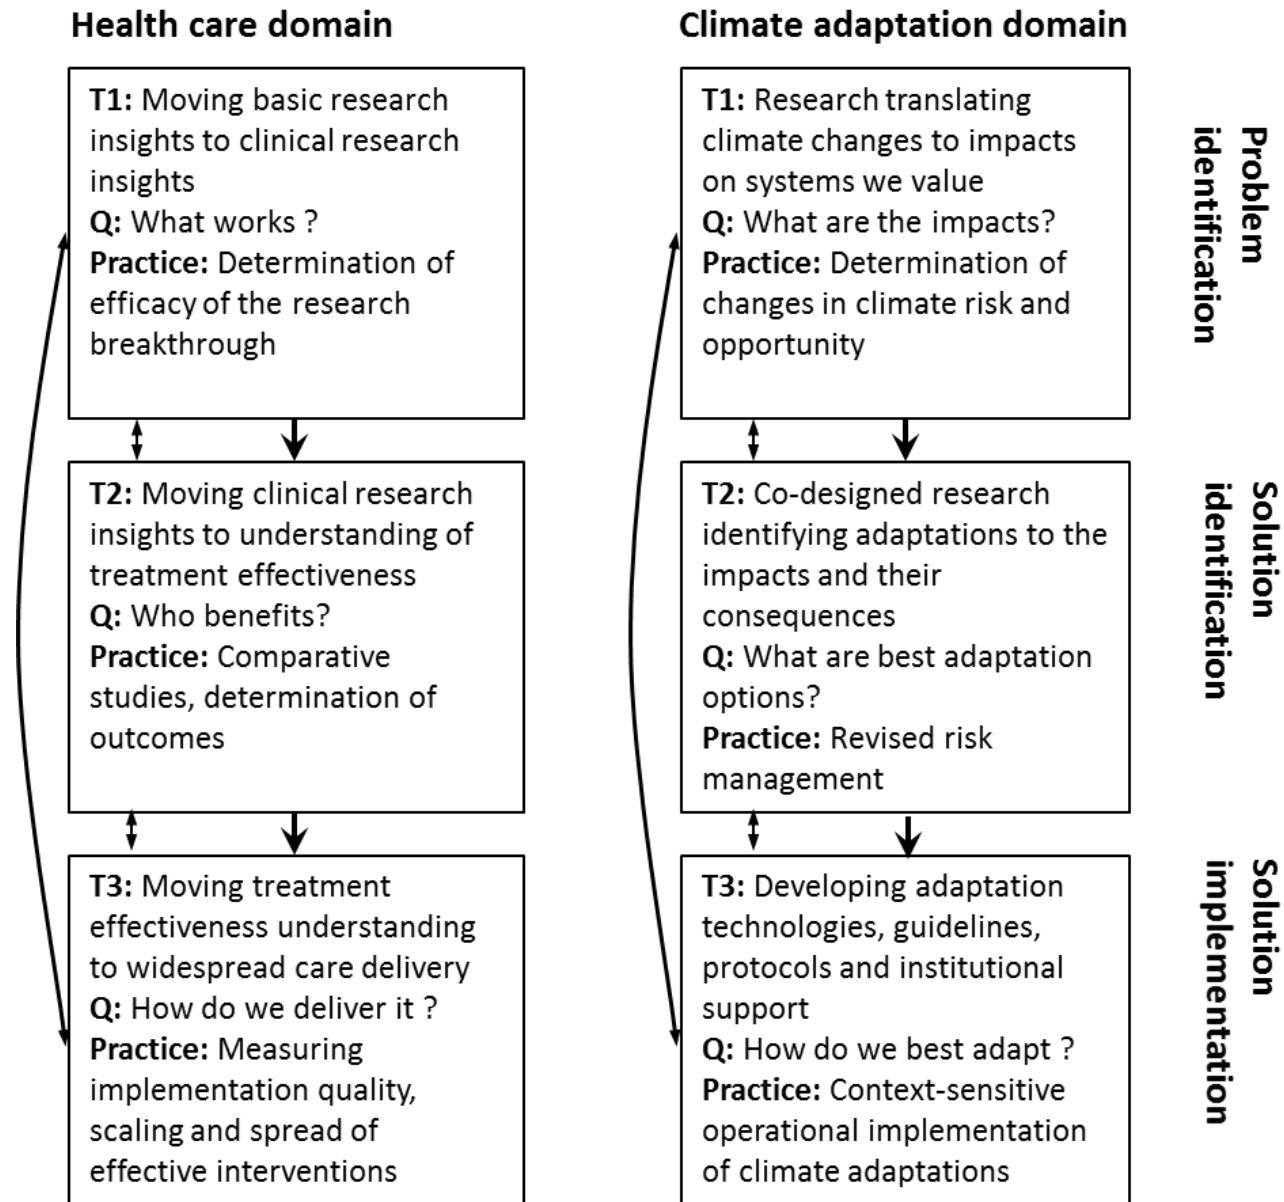 Health care domain
T1: Moving basic research
insights to clinical research
insights
Q: What works ?
Practice: Determination of
efficacy of the research
breakthrough
T2: Moving clinical research
insights to understanding of
treatment effectiveness
Q: Who benefits?
Practice: Comparative
studies, determination of
outcomes
T3: Moving treatment
effectiveness understanding
to widespread care delivery
Q: How do we deliver it ?
Practice: Measuring
implementation quality,
scaling and spread of
effective interventions
Climate adaptation domain
T1: Research translating
climate changes to impacts
on systems we value
Q: What are the impacts?
Practice: Determination of
changes in climate risk and
opportunity
T2: Co-designed research
identifying adaptations to the
impacts and their
consequences
Q: What are best adaptation
options?
Practice: Revised risk
management
T3: Developing adaptation
technologies, guidelines,
protocols and institutional
support
Q: How do we best adapt ?
Practice: Context-sensitive
operational implementation
of climate adaptations
Problem
identification
Solution
identification
Solution
implementation